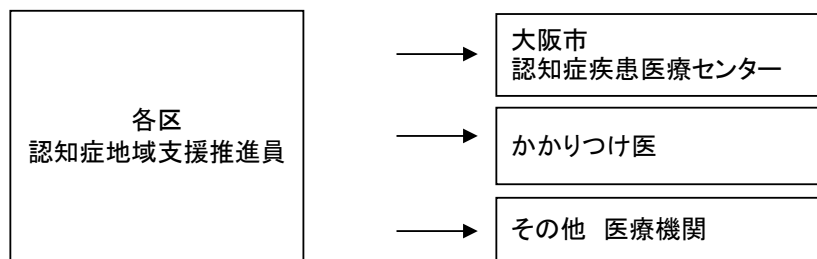 各区
認知症地域支援推進員
大阪市
認知症疾患医療センター
かかりつけ医
その他　医療機関